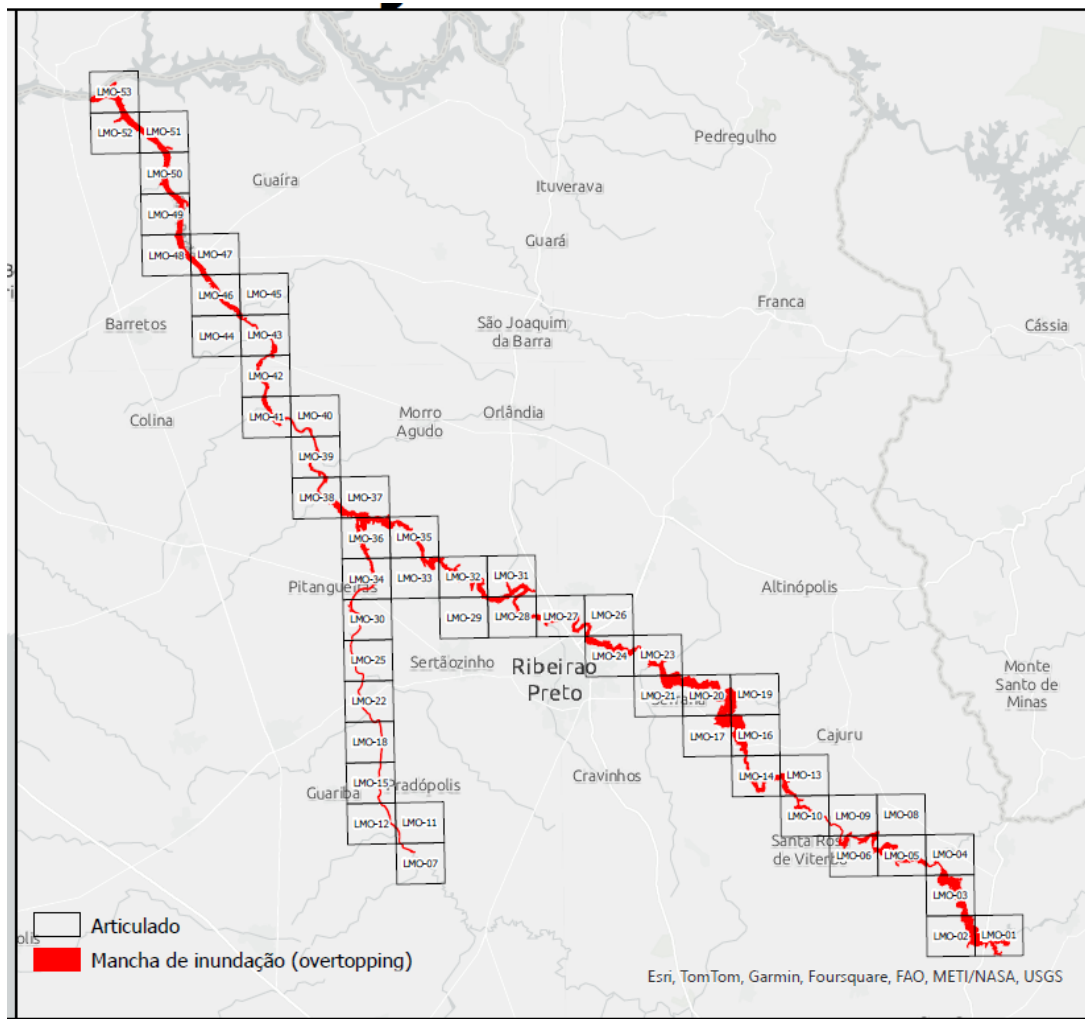 LMO-53
LMO-52
LMO-51
Pedregulho
LMO-50
Guaíra
Ituverava
LMO-49
Guará
LMO-48
LMO-47
LMO-46
LMO-45
Franca
Barretos
LMO-44
LMO-43
São Joaquim
da Barra
Cássia
LMO-42
Colina
LMO-41
LMO-40
Morro
Agudo
Orlândia
LMO-39
LMO-38
LMO-37
LMO-36
LMO-35
Pitangueiras
LMO-34
LMO-33
LMO-32
LMO-31
Altinópolis
LMO-30
LMO-29
LMO-28
LMO-27
LMO-26
LMO-25
Sertãozinho
Ribeirao
Preto
LMO-24
LMO-23
Monte
Santo de
Minas
LMO-22
LMO-21
LMO-20
LMO-19
LMO-18
LMO-17
LMO-16
Cajuru
Guariba
LMO-15
Pradópolis
Cravinhos
LMO-14
LMO-13
LMO-12
LMO-11
LMO-10
LMO-09
LMO-08
Santa Ros
de Viterbo
LMO-07
LMO-06
LMO-05
LMO-04
LMO-03
LMO-02
LMO-01
Articulado
Mancha de inundação (overtopping)
Esri, TomTom, Garmin, Foursquare, FAO, METI/NASA, USGS